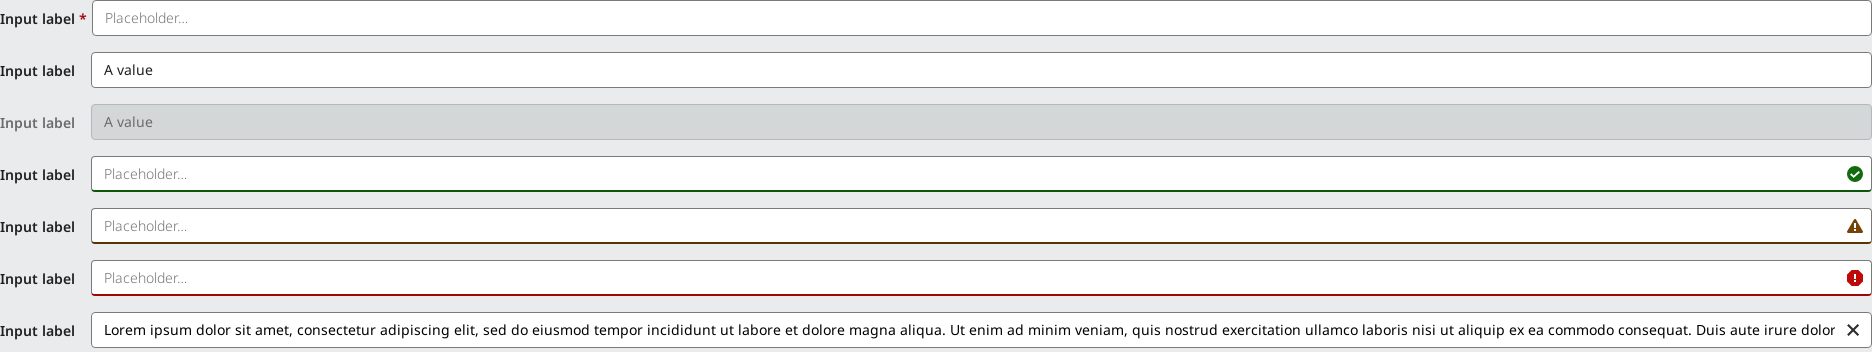 Input label * Placeholder...
Input label A value
Input label A value
Input label Placeholder...
Input label Placeholder...
Input label Placeholder...
Input label Lorem ipsum dolor sit amet, consectetur adipiscing elit, sed do eiusmod tempor incididunt ut labore et dolore magna aliqua. Ut enim ad minim veniam, quis nostrud exercitation ullamco laboris nisi ut aliquip ex ea commodo consequat. Duis aute irure dolor